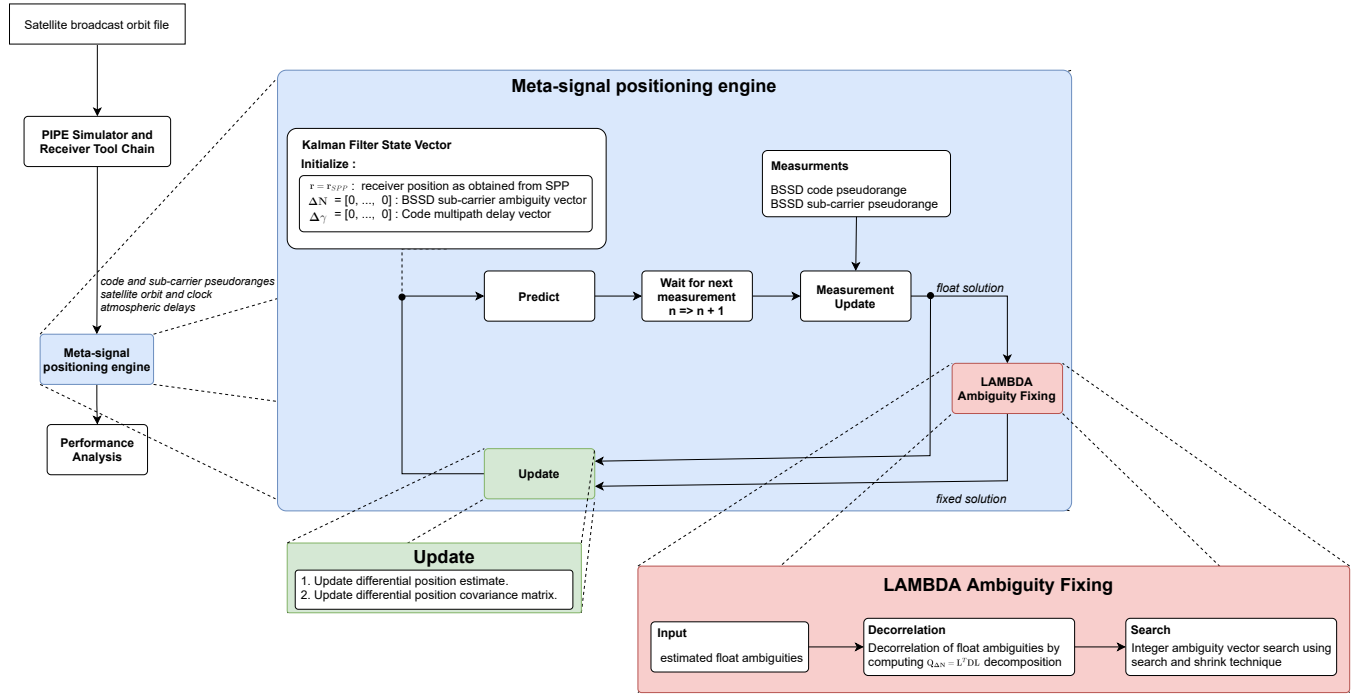 Satellite broadcast orbit file
PIPE Simulator and
Receiver Tool Chain
code and sub-carrier pseudoranges
satellite orbit and clock
atmospheric delays
Meta-signal
positioning engine
Performance
Analysis
Meta-signal positioning engine
Kalman Filter State Vector
Initialize :
r = r_{SPP} : receiver position as obtained from SPP
ΔN = [0, ..., 0] : BSSD sub-carrier ambiguity vector
Δγ = [0, ..., 0] : Code multipath delay vector
Measurments
BSSD code pseudorange
BSSD sub-carrier pseudorange
Predict
Wait for next
measurement
n => n + 1
Measurement
Update
float solution
LAMBDA
Ambiguity Fixing
Update
fixed solution
Update
1. Update differential position estimate.
2. Update differential position covariance matrix.
LAMBDA Ambiguity Fixing
Input
estimated float ambiguities
Decorrelation
Decorrelation of float ambiguities by
computing Q_{ΔN} = L^T DL decomposition
Search
Integer ambiguity vector search using
search and shrink technique